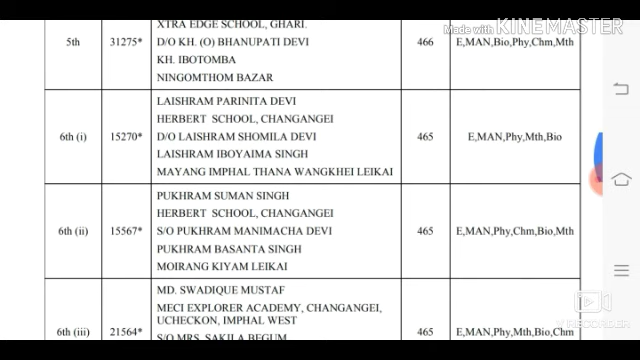 Made with KINEMASTER
XTRA EDGE SCHOOL, GHARI.
5th 31275* D/O KH. (O) BHANUPATI DEVI 466 E,MAN,Bio,Phy,Chm,Mth
KH. IBOTOMBA
NINGOMTHOM BAZAR
LAISHRAM PARINITA DEVI
HERBERT SCHOOL, CHANGANGEI
6th (i) 15270* D/O LAISHRAM SHOMILA DEVI 465 E,MAN,Phy,Mth,Bio
LAISHRAM IBOYAIMA SINGH
MAYANG IMPHAL THANA WANGKHEI LEIKAI
PUKHRAM SUMAN SINGH
HERBERT SCHOOL, CHANGANGEI
6th (ii) 15567* S/O PUKHRAM MANIMACHA DEVI 465 E,MAN,Phy,Chm,Bio,Mth
PUKHRAM BASANTA SINGH
MOIRANG KIYAM LEIKAI
MD. SWADIQUE MUSTAF
MECI EXPLORER ACADEMY, CHANGANGEI,
UCHECKON, IMPHAL WEST
6th (iii) 21564* S/O MRS. SAKILA BEGUM 465 E,MAN,Phy,Mth,Bio,Chm
RECORDER